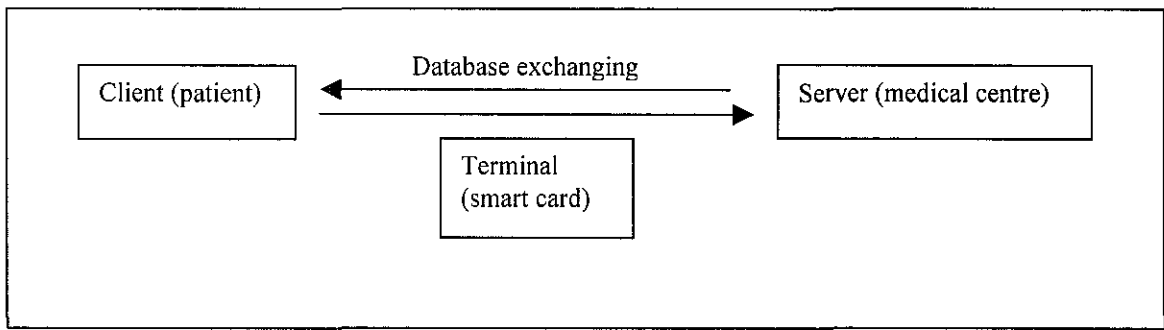 Database exchanging
Client (patient)
Server (medical centre)
Terminal
(smart card)